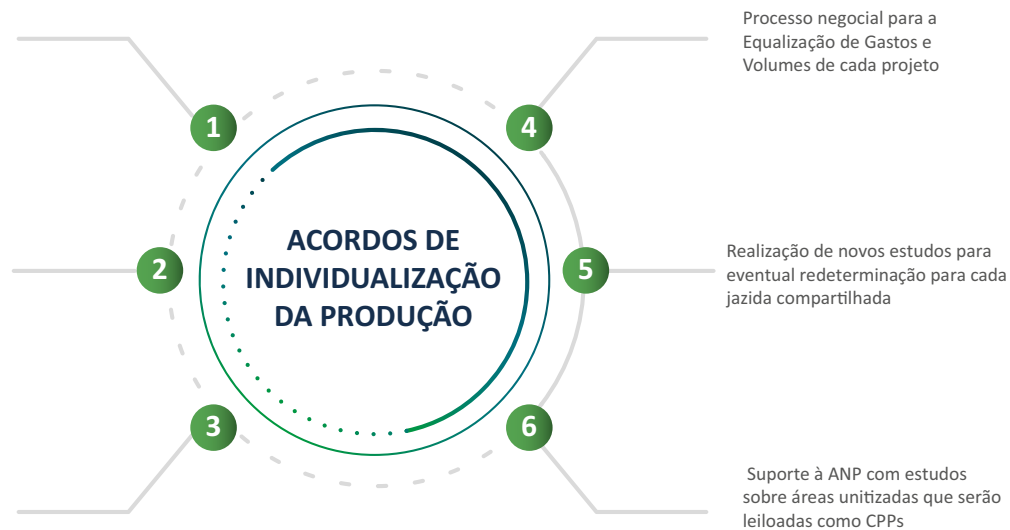 1
2
3
ACORDOS DE
INDIVIDUALIZAÇÃO
DA PRODUÇÃO
4
Processo negocial para a
Equalização de Gastos e
Volumes de cada projeto
5
Realização de novos estudos para
eventual redeterminação para cada
jazida compartilhada
6
Suporte à ANP com estudos
sobre áreas unitizadas que serão
leiloadas como CPPs